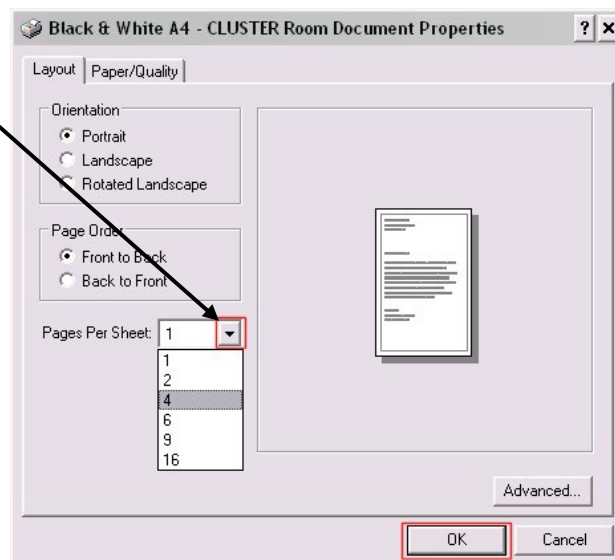 Black & White A4 - CLUSTER Room Document Properties
Layout Paper/Quality
Orientation
Portrait
Landscape
Rotated Landscape
Page Order
Front to Back
Back to Front
Pages Per Sheet: 1
1
2
4
6
9
16
Advanced...
OK Cancel